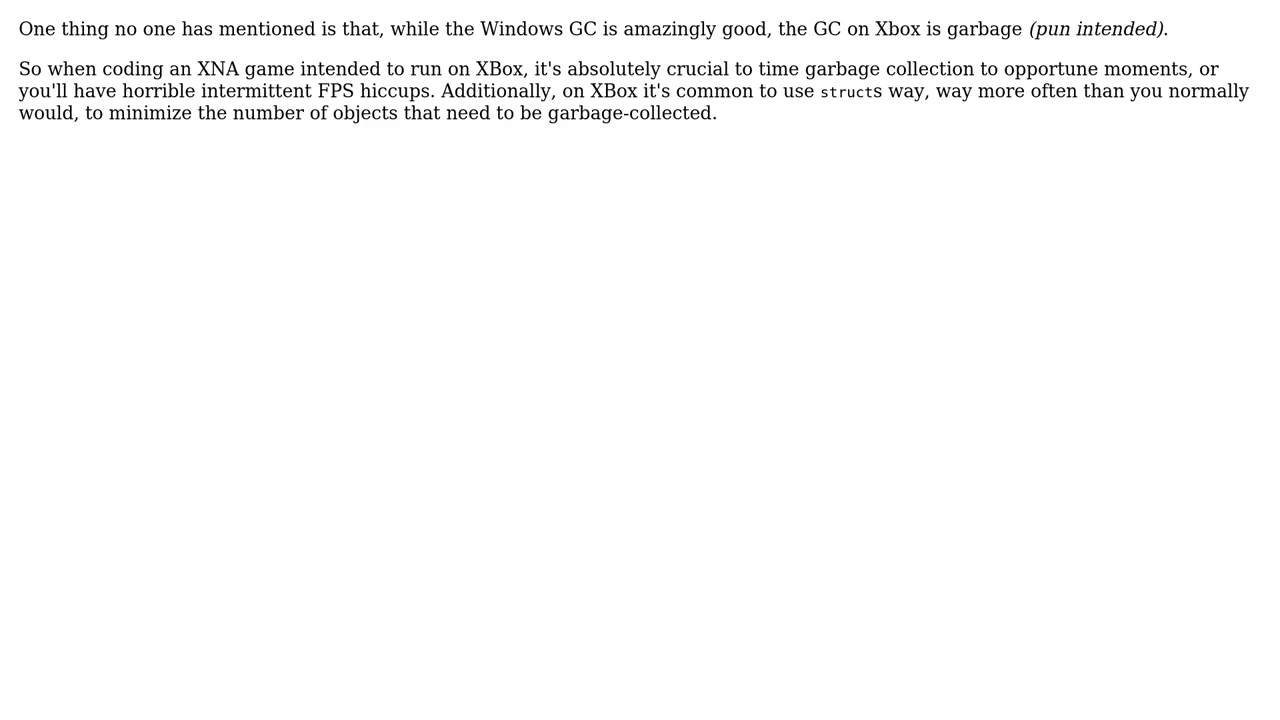 One thing no one has mentioned is that, while the Windows GC is amazingly good, the GC on Xbox is garbage (pun intended).
So when coding an XNA game intended to run on XBox, it's absolutely crucial to time garbage collection to opportune moments, or
you'll have horrible intermittent FPS hiccups. Additionally, on XBox it's common to use structs way, way more often than you normally
would, to minimize the number of objects that need to be garbage-collected.